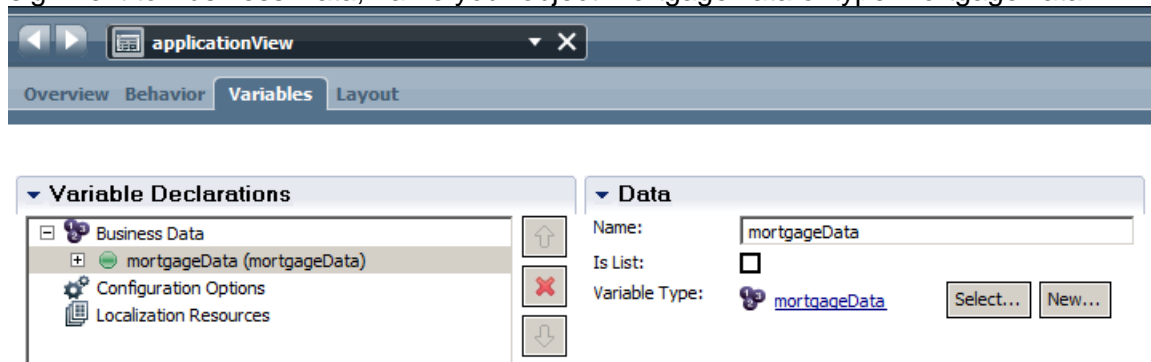 applicationView
Overview Behavior Variables Layout
Variable Declarations
Business Data
mortgageData (mortgageData)
Configuration Options
Localization Resources
Data
Name: mortgageData
Is List:
Variable Type: mortgageData Select... New...